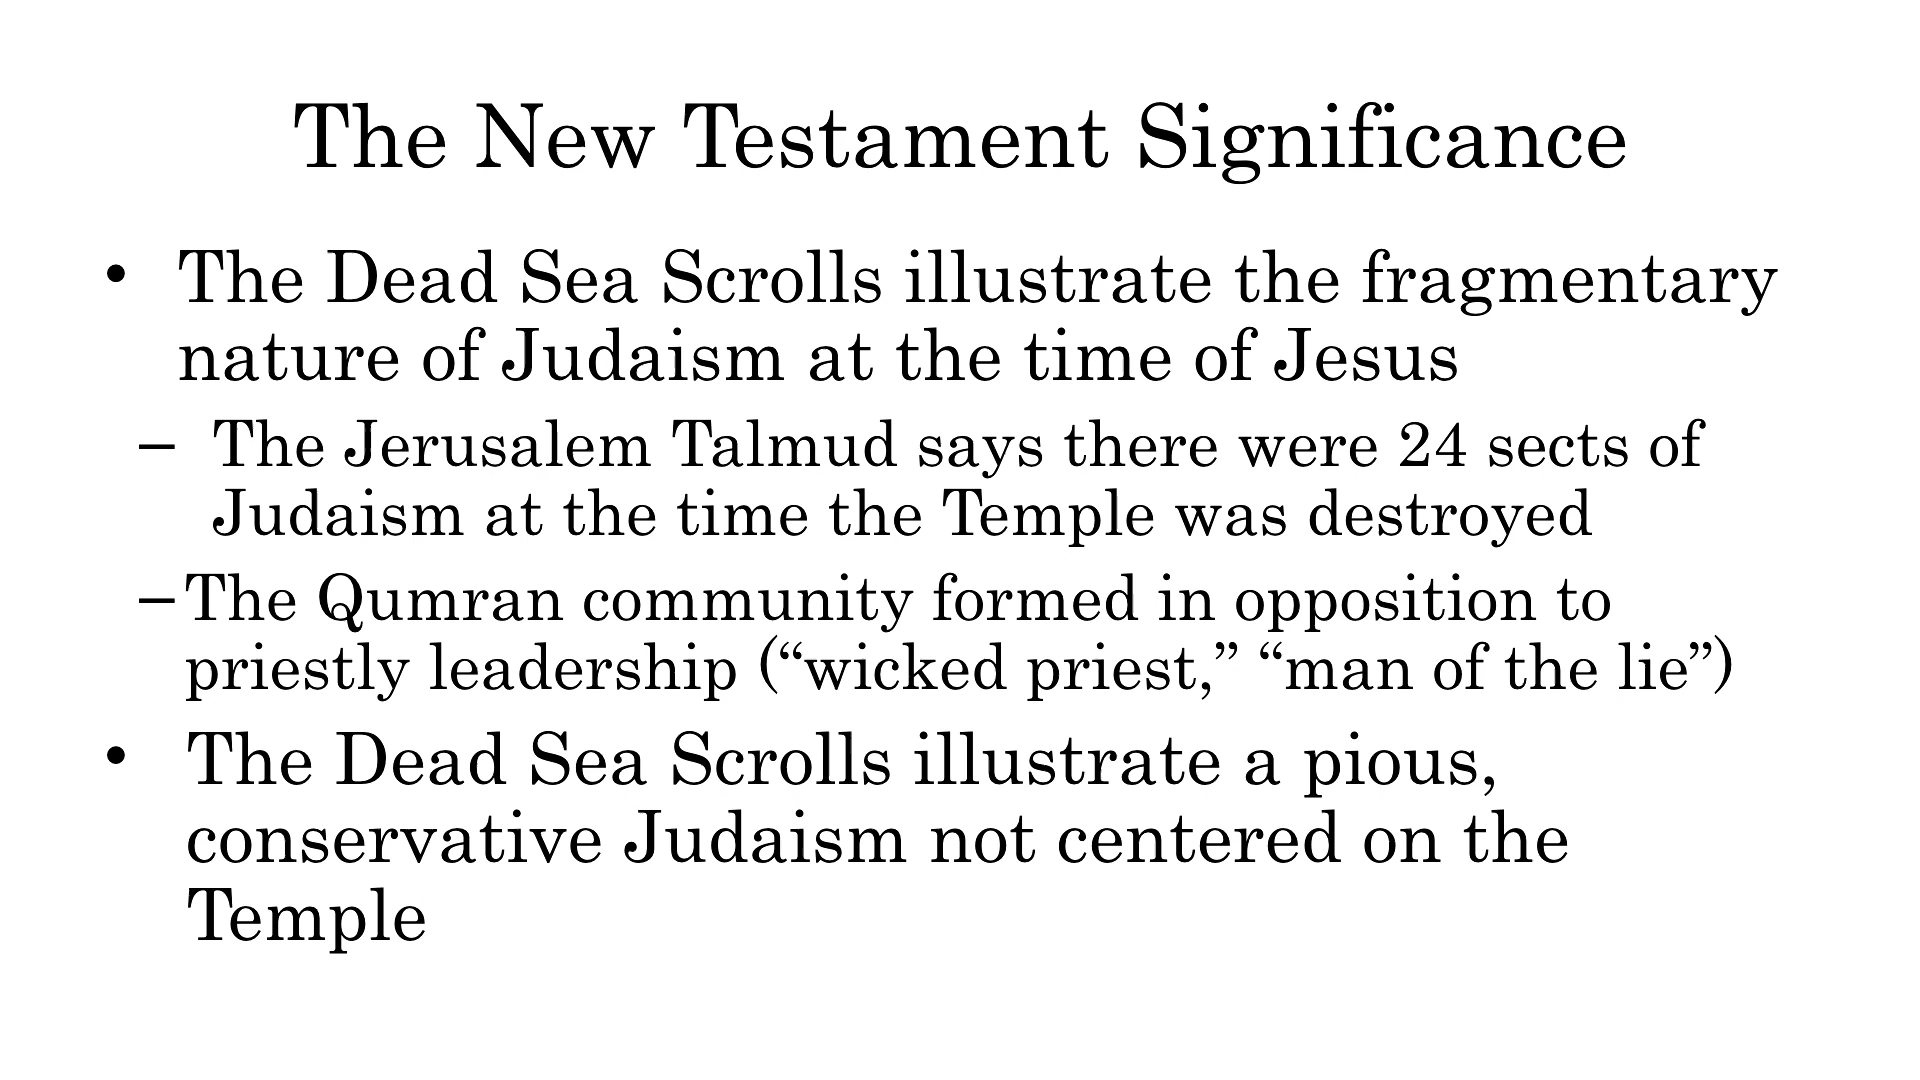 The New Testament Significance
• The Dead Sea Scrolls illustrate the fragmentary
nature of Judaism at the time of Jesus
– The Jerusalem Talmud says there were 24 sects of
Judaism at the time the Temple was destroyed
– The Qumran community formed in opposition to
priestly leadership (“wicked priest,” “man of the lie”)
• The Dead Sea Scrolls illustrate a pious,
conservative Judaism not centered on the
Temple